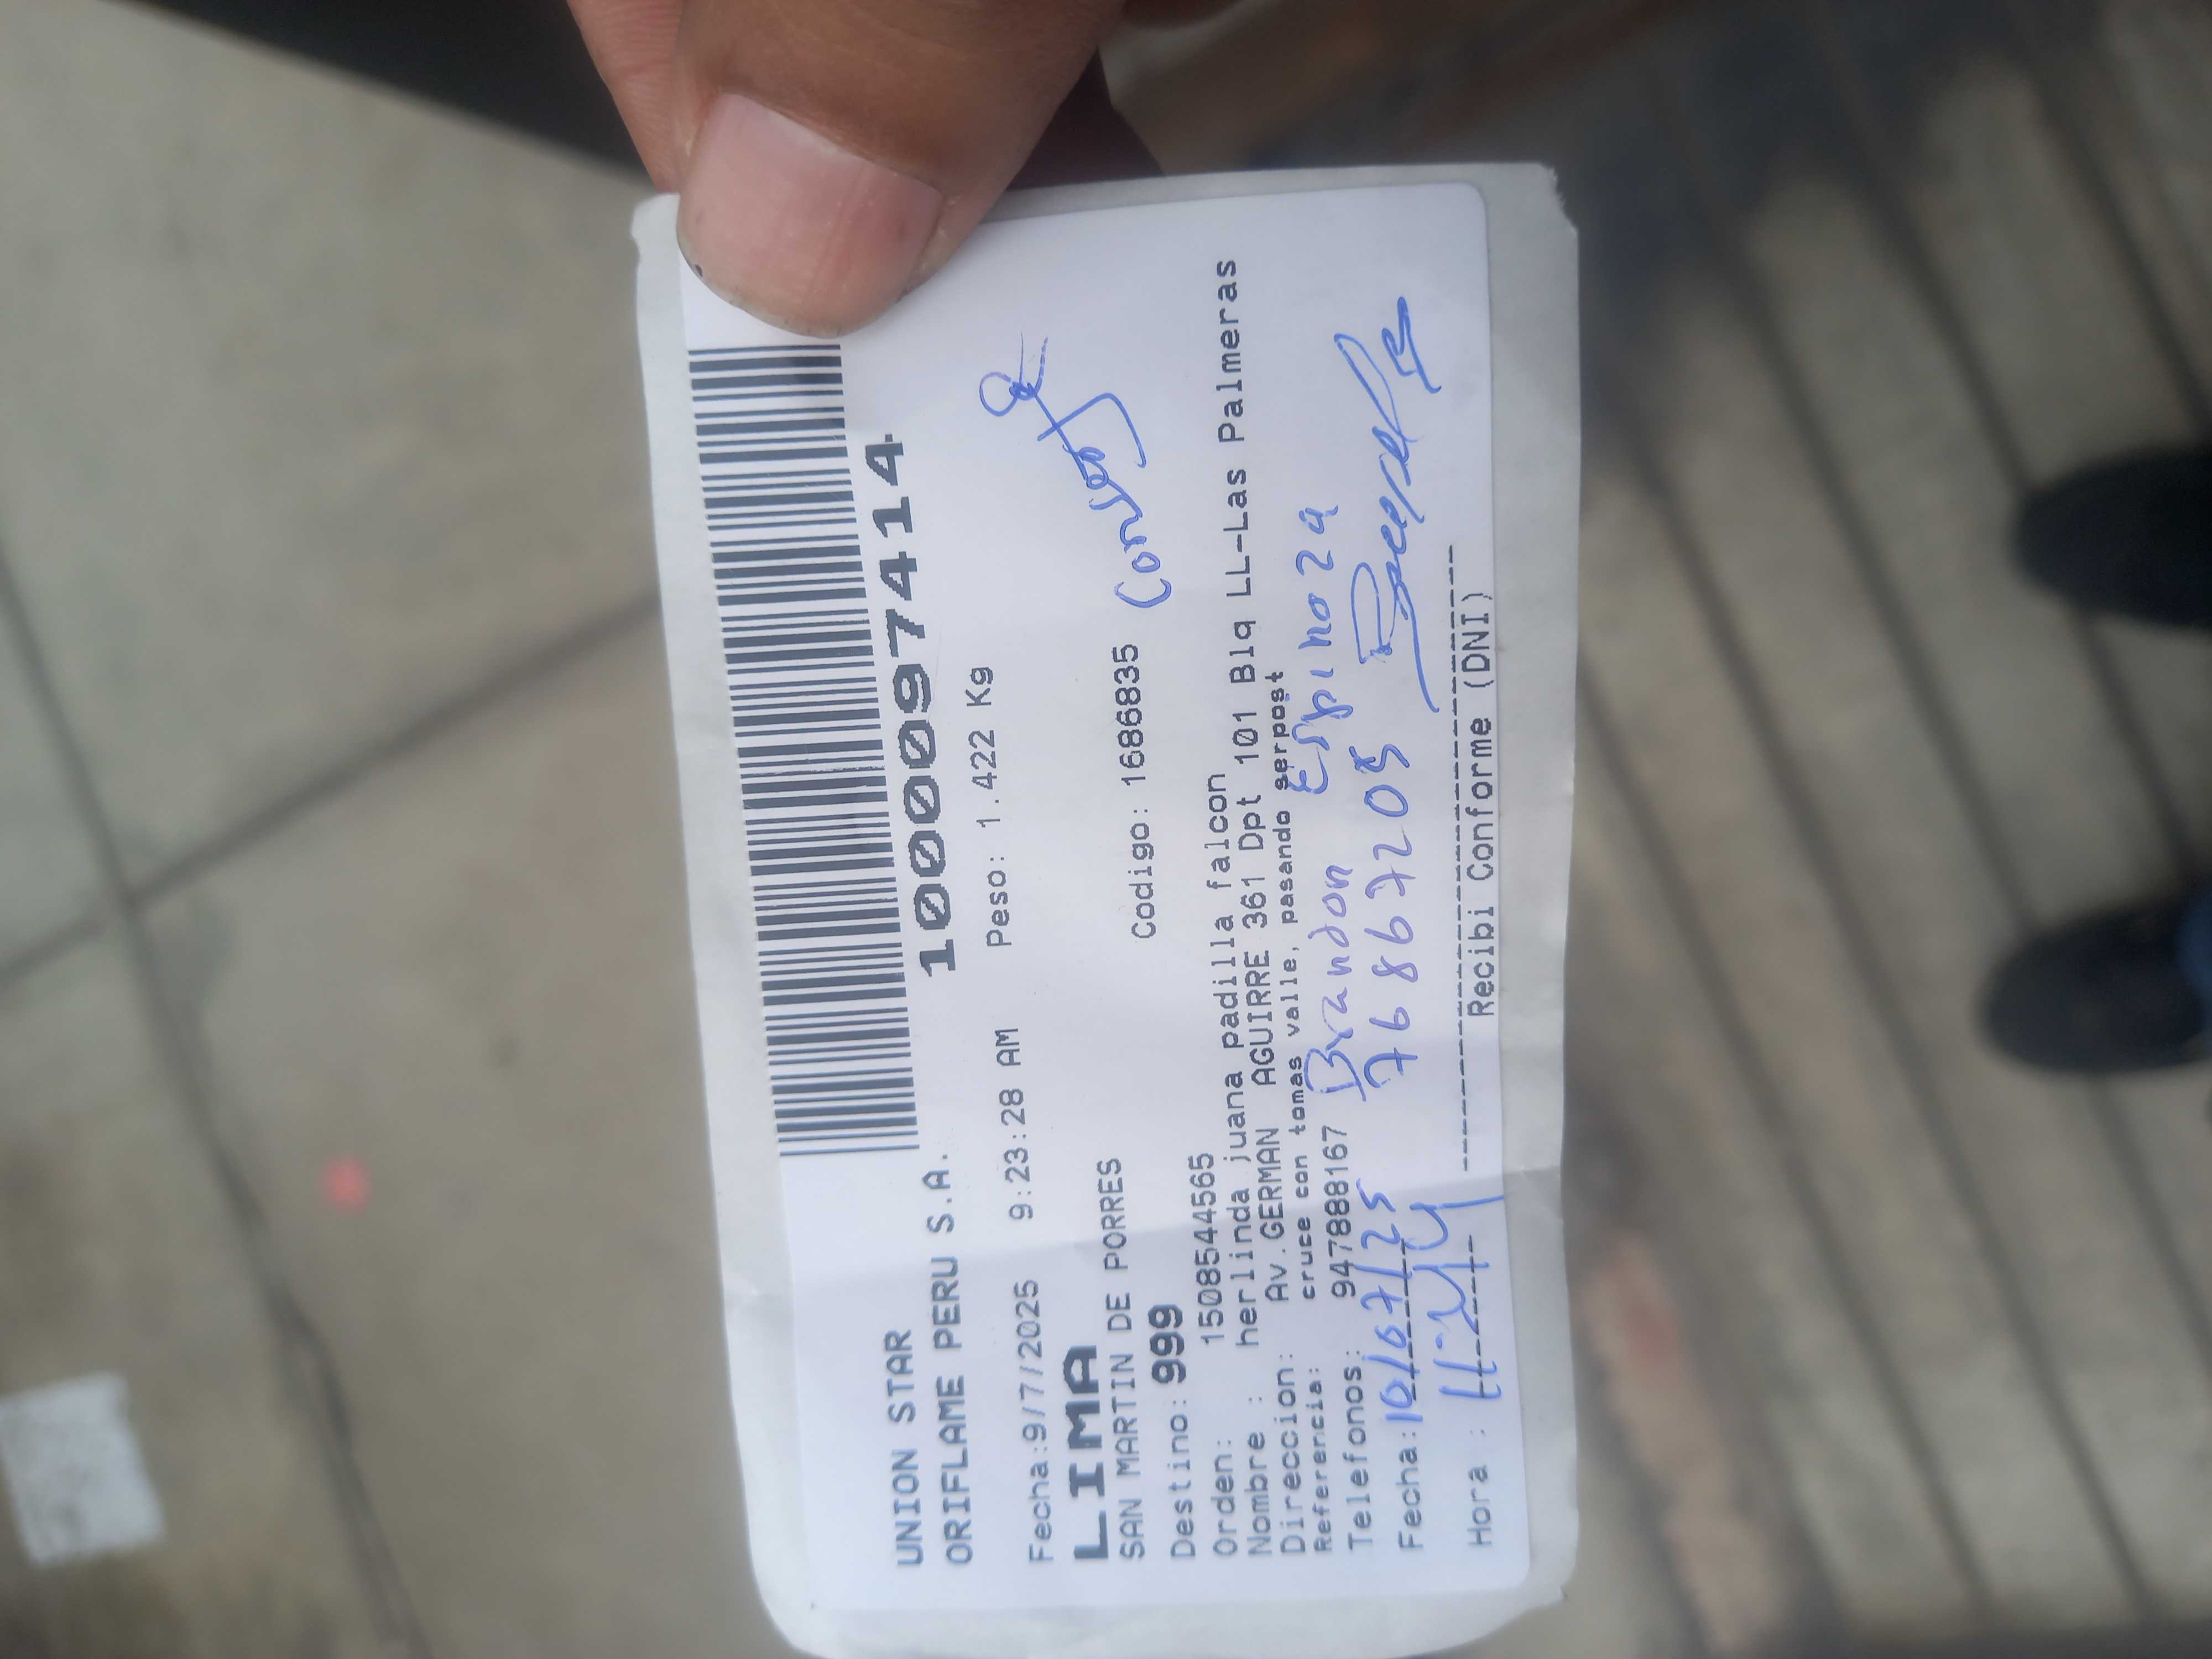 UNION STAR
ORIFLAME PERU S.A.
1000097414
Fecha:9/7/2025 9:23:28 AM Peso: 1.422 Kg
LIMA
SAN MARTIN DE PORRES
Destino: 999 Codigo: 1686835
Orden: 1508544565
Nombre : herlinda juana padilla falcon
Direccion: Av.GERMAN AGUIRRE 361 Dpt 101 Blq LL-Las Palmeras
Referencia: cruce con tomas valle, pasando serpost
Telefonos: 947888167 Brandon Espinoza
Fecha: 10/07/25 76867205
Hora :
Recibi Conforme (DNI)